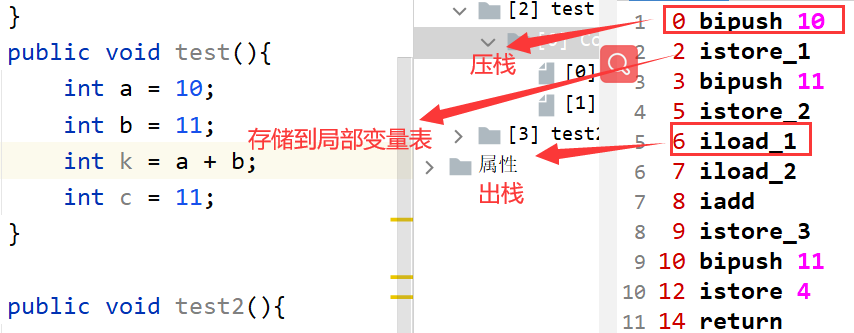 }
public void test(){
int a = 10;
int b = 11;
int k = a + b;
int c = 11;
}
public void test2(){
[2] test
[0]
[1]
[3] test2
属性
压栈
存储到局部变量表
出栈
1 0 bipush 10
2 2 istore_1
3 3 bipush 11
4 5 istore_2
5 6 iload_1
6 7 iload_2
7 8 iadd
8 9 istore_3
9 10 bipush 11
10 12 istore 4
11 14 return